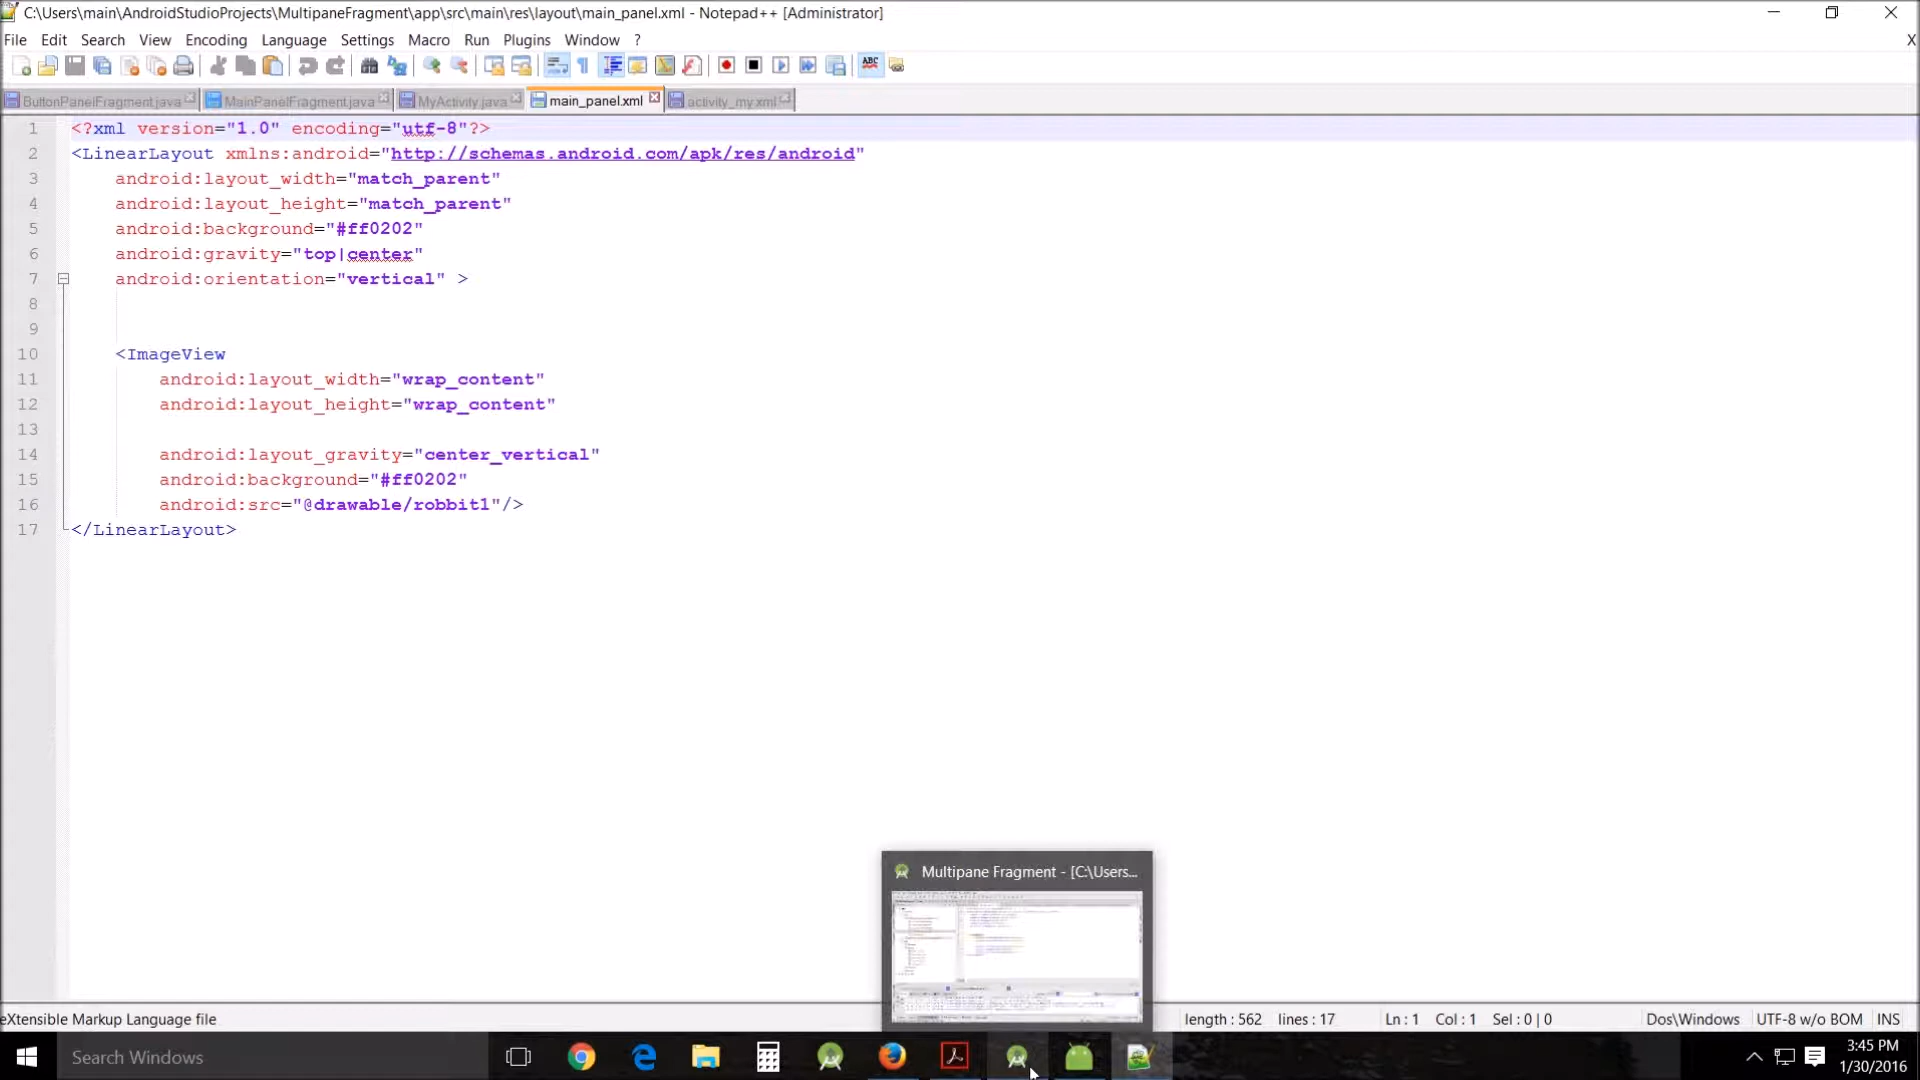 C:\Users\main\AndroidStudioProjects\MultipaneFragment\app\src\main\res\layout\main_panel.xml - Notepad++ [Administrator]
File Edit Search View Encoding Language Settings Macro Run Plugins Window ? X
ABC
ButtonPanelFragment.java MainPanelFragment.java MyActivity.java main_panel.xml activity_my.xml
1 <?xml version="1.0" encoding="utf-8"?>
2 <LinearLayout xmlns:android="http://schemas.android.com/apk/res/android"
3 android:layout_width="match_parent"
4 android:layout_height="match_parent"
5 android:background="#ff0202"
6 android:gravity="top|center"
7 android:orientation="vertical" >
8
9
10 <ImageView
11 android:layout_width="wrap_content"
12 android:layout_height="wrap_content"
13
14 android:layout_gravity="center_vertical"
15 android:background="#ff0202"
16 android:src="@drawable/robbit1"/>
17 </LinearLayout>
Multipane Fragment - [C:\Users...
eXtensible Markup Language file length : 562 lines : 17 Ln : 1 Col : 1 Sel : 0 | 0 Dos\Windows UTF-8 w/o BOM INS
Search Windows
3:45 PM
1/30/2016